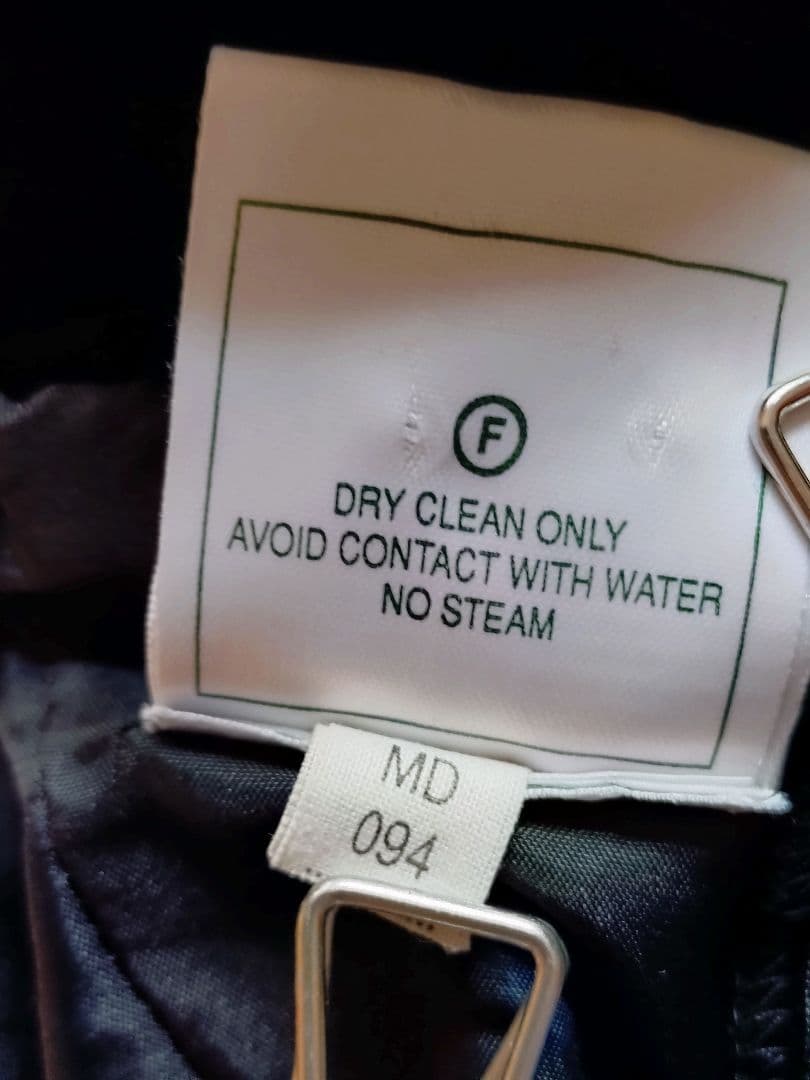 F
DRY CLEAN ONLY
AVOID CONTACT WITH WATER
NO STEAM
MD
094